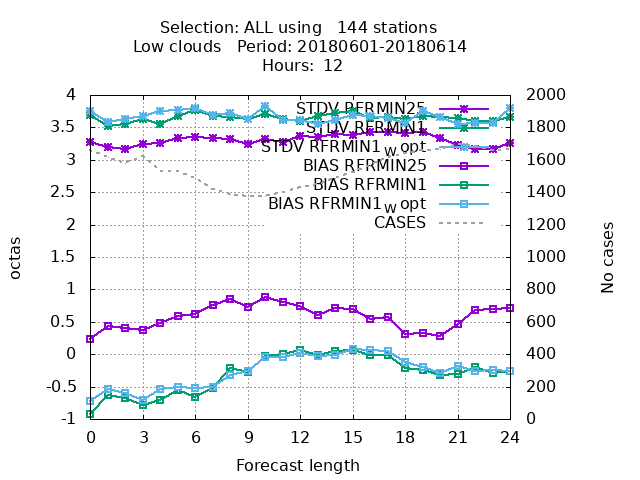 Selection: ALL using   144 stations
Low clouds   Period: 20180601-20180614
Hours:  12
STDV RFRMIN25
STDV RFRMIN1
STDV RFRMIN1w opt
BIAS RFRMIN25
BIAS RFRMIN1
BIAS RFRMIN1w opt
CASES
4
3.5
3
2.5
2
1.5
1
0.5
0
-0.5
-1
octas
2000
1800
1600
1400
1200
1000
800
600
400
200
0
No cases
0 3 6 9 12 15 18 21 24
Forecast length